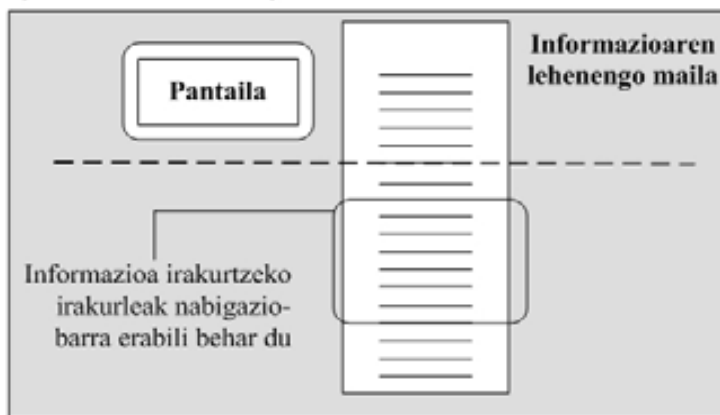 Informazioaren
lehenengo maila
Pantaila
Informazioa irakurtzeko
irakurleak nabigazio-
barra erabili behar du